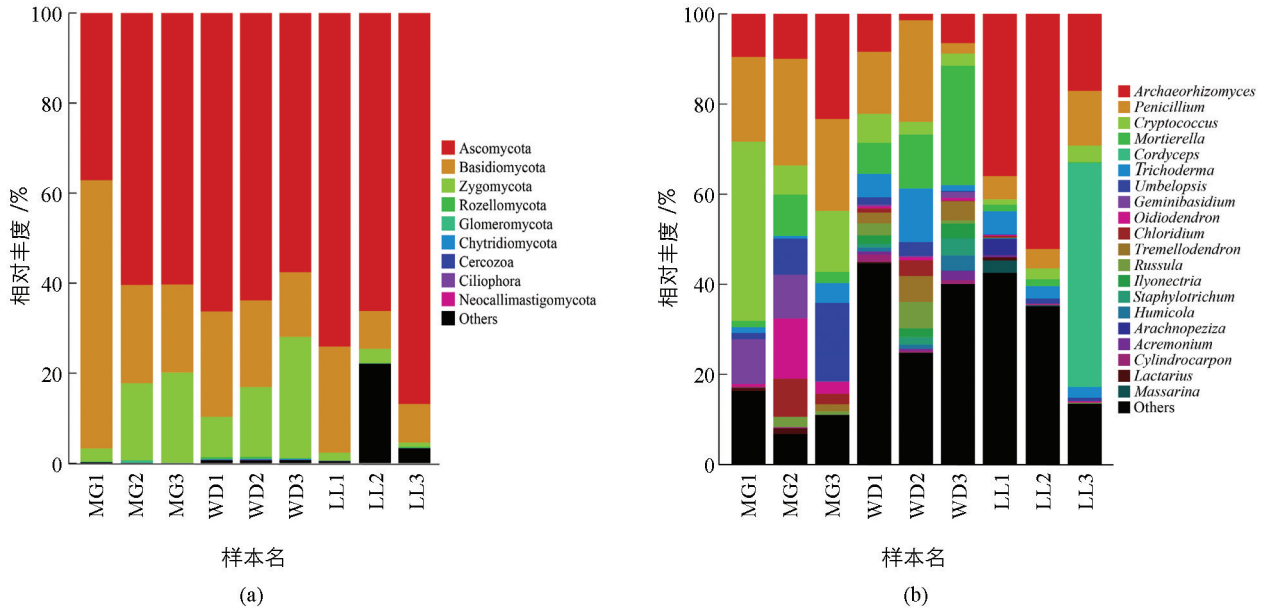 100
80
60
40
20
0
相对丰度 /%
MG1 MG2 MG3 WD1 WD2 WD3 LL1 LL2 LL3
样本名
(a)
Ascomycota
Basidiomycota
Zygomycota
Rozellomycota
Glomeromycota
Chytridiomycota
Cercozoa
Ciliophora
Neocallimastigomycota
Others
100
80
60
40
20
0
相对丰度 /%
MG1 MG2 MG3 WD1 WD2 WD3 LL1 LL2 LL3
样本名
(b)
Archaeorhizomyces
Penicillium
Cryptococcus
Mortierella
Cordyceps
Trichoderma
Umbelopsis
Geminibasidium
Oidiodendron
Chloridium
Tremellodendron
Russula
Ilyonectria
Staphylotrichum
Humicola
Arachnopeziza
Acremonium
Cylindrocarpon
Lactarius
Massarina
Others